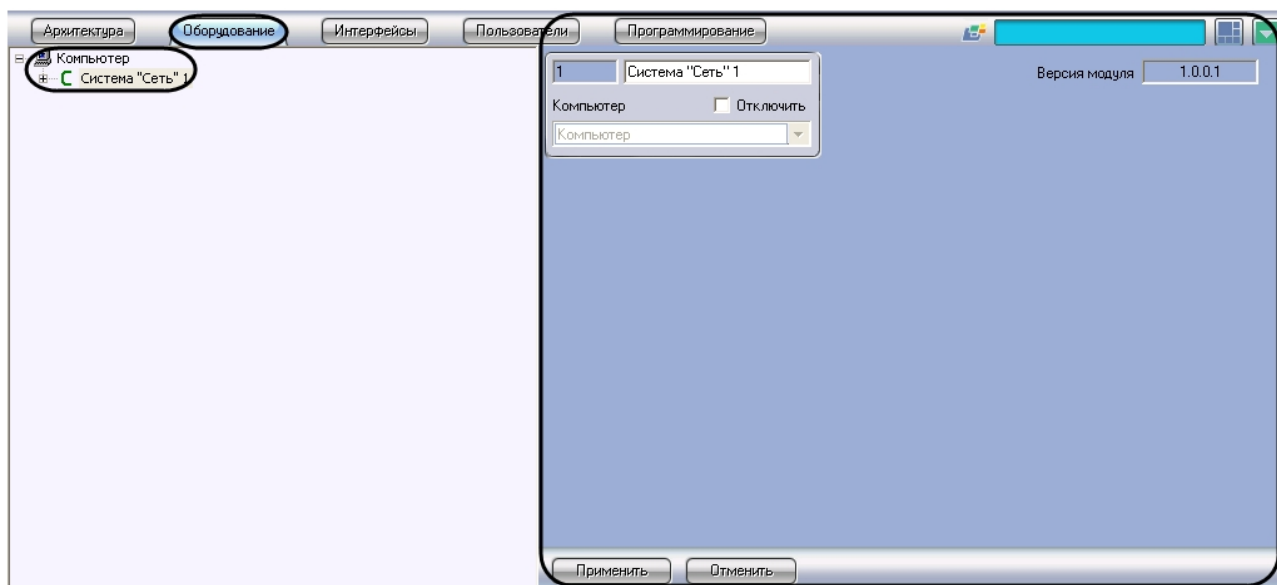 Архитектура Оборудование Интерфейсы Пользователи Программирование
Компьютер
Система "Сеть" 1
1 Система "Сеть" 1
Версия модуля 1.0.0.1
Компьютер Отключить
Компьютер
Применить Отменить